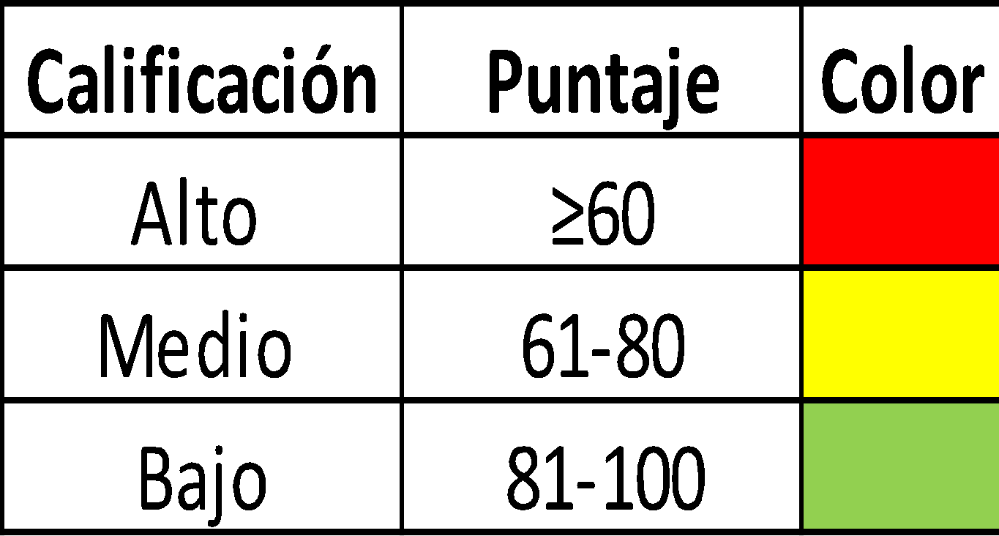 Calificación Puntaje Color
Alto ≥60
Medio 61-80
Bajo 81-100